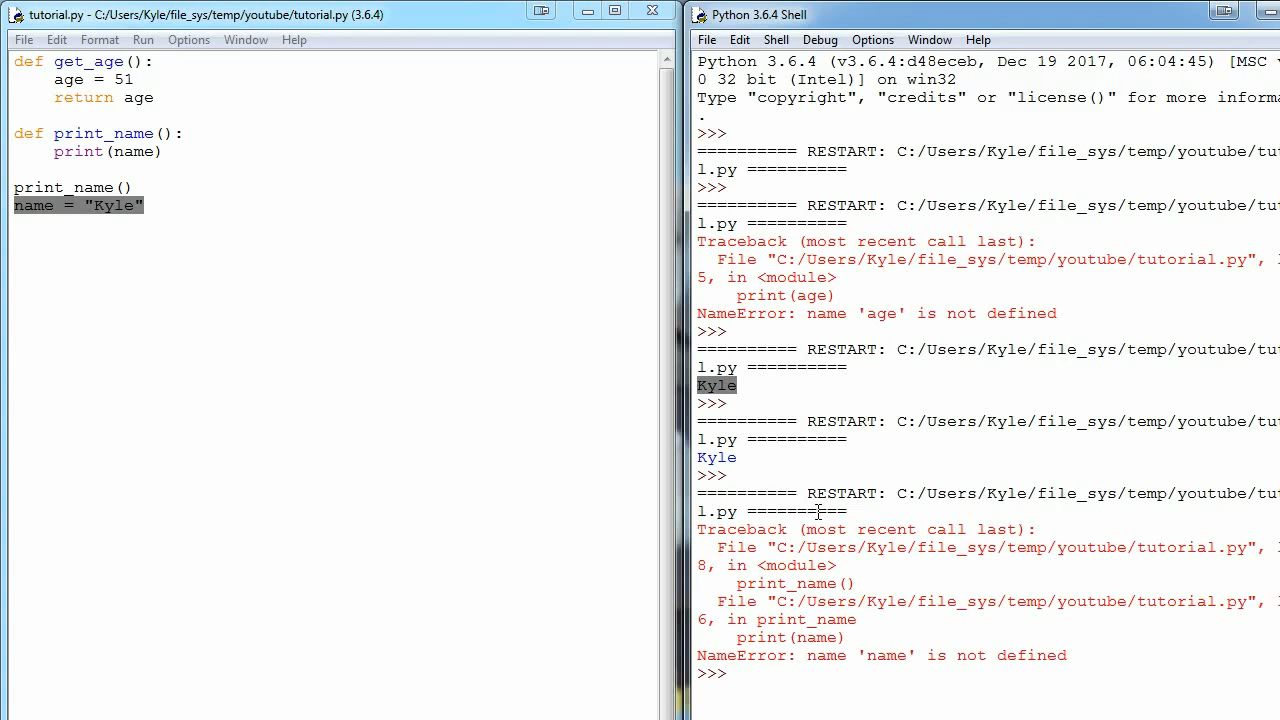 tutorial.py - C:/Users/Kyle/file_sys/temp/youtube/tutorial.py (3.6.4)
File Edit Format Run Options Window Help
def get_age():
    age = 51
    return age
def print_name():
    print(name)
print_name()
name = "Kyle"
Python 3.6.4 Shell
File Edit Shell Debug Options Window Help
Python 3.6.4 (v3.6.4:d48eceb, Dec 19 2017, 06:04:45) [MSC v
0 32 bit (Intel)] on win32
Type "copyright", "credits" or "license()" for more informa
.
>>>
========== RESTART: C:/Users/Kyle/file_sys/temp/youtube/tut
l.py ==========
>>>
========== RESTART: C:/Users/Kyle/file_sys/temp/youtube/tut
l.py ==========
Traceback (most recent call last):
  File "C:/Users/Kyle/file_sys/temp/youtube/tutorial.py", l
5, in <module>
    print(age)
NameError: name 'age' is not defined
>>>
========== RESTART: C:/Users/Kyle/file_sys/temp/youtube/tut
l.py ==========
Kyle
>>>
========== RESTART: C:/Users/Kyle/file_sys/temp/youtube/tut
l.py ==========
Kyle
>>>
========== RESTART: C:/Users/Kyle/file_sys/temp/youtube/tut
l.py ==========
Traceback (most recent call last):
  File "C:/Users/Kyle/file_sys/temp/youtube/tutorial.py", l
8, in <module>
    print_name()
  File "C:/Users/Kyle/file_sys/temp/youtube/tutorial.py", l
6, in print_name
    print(name)
NameError: name 'name' is not defined
>>>